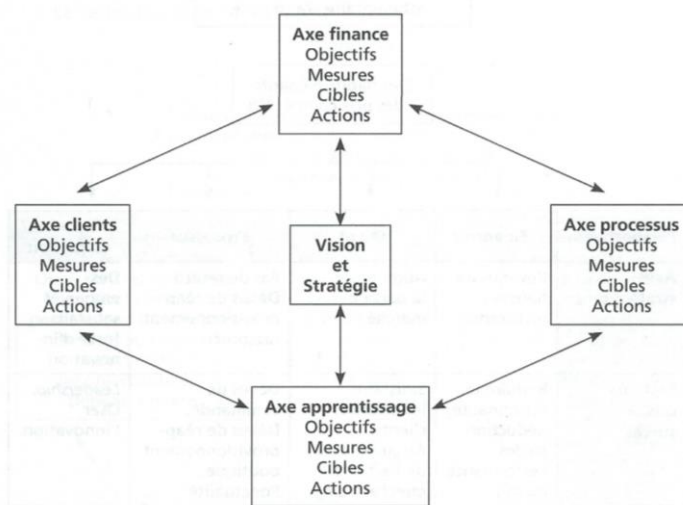 Axe finance
Objectifs
Mesures
Cibles
Actions
Axe clients
Objectifs
Mesures
Cibles
Actions
Vision
et
Stratégie
Axe processus
Objectifs
Mesures
Cibles
Actions
Axe apprentissage
Objectifs
Mesures
Cibles
Actions